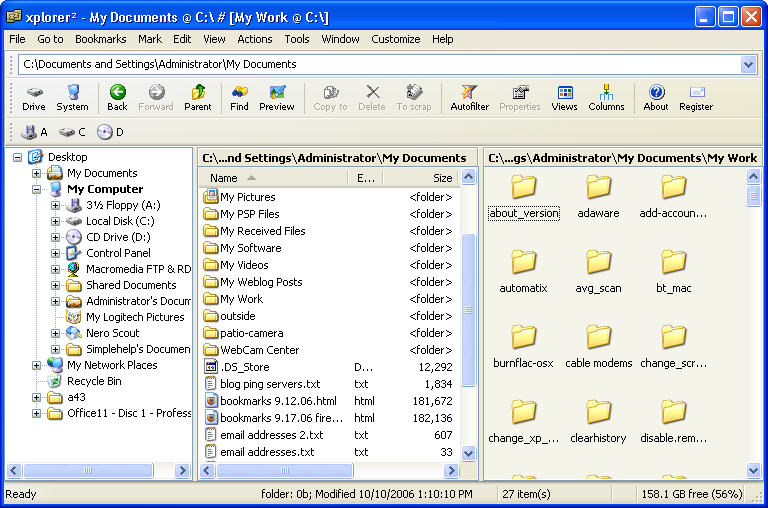 xplorer² - My Documents @ C:\ # [My Work @ C:\]
File Go to Bookmarks Mark Edit View Actions Tools Window Customize Help
C:\Documents and Settings\Administrator\My Documents
Drive System Back Forward Parent Find Preview Copy to Delete To scrap Autofilter Properties Views Columns About Register
A C D
Desktop
My Documents
My Computer
3½ Floppy (A:)
Local Disk (C:)
CD Drive (D:)
Control Panel
Macromedia FTP & RD
Shared Documents
Administrator's Docum
My Logitech Pictures
Nero Scout
Simplehelp's Documen
My Network Places
Recycle Bin
a43
Office11 - Disc 1 - Profess
C:\...nd Settings\Administrator\My Documents
Name E... Size
My Pictures <folder>
My PSP Files <folder>
My Received Files <folder>
My Software <folder>
My Videos <folder>
My Weblog Posts <folder>
My Work <folder>
outside <folder>
patio-camera <folder>
WebCam Center <folder>
.DS_Store D... 12,292
blog ping servers.txt txt 1,834
bookmarks 9.12.06.html html 181,672
bookmarks 9.17.06 fire... html 182,136
email addresses 2.txt txt 607
email addresses.txt txt 33
C:\...gs\Administrator\My Documents\My Work
about_version adaware add-accoun...
automatix avg_scan bt_mac
burnflac-osx cable modems change_scr...
change_xp_... clearhistory disable.rem...
Ready folder: 0b; Modified 10/10/2006 1:10:10 PM 27 item(s) 158.1 GB free (56%)